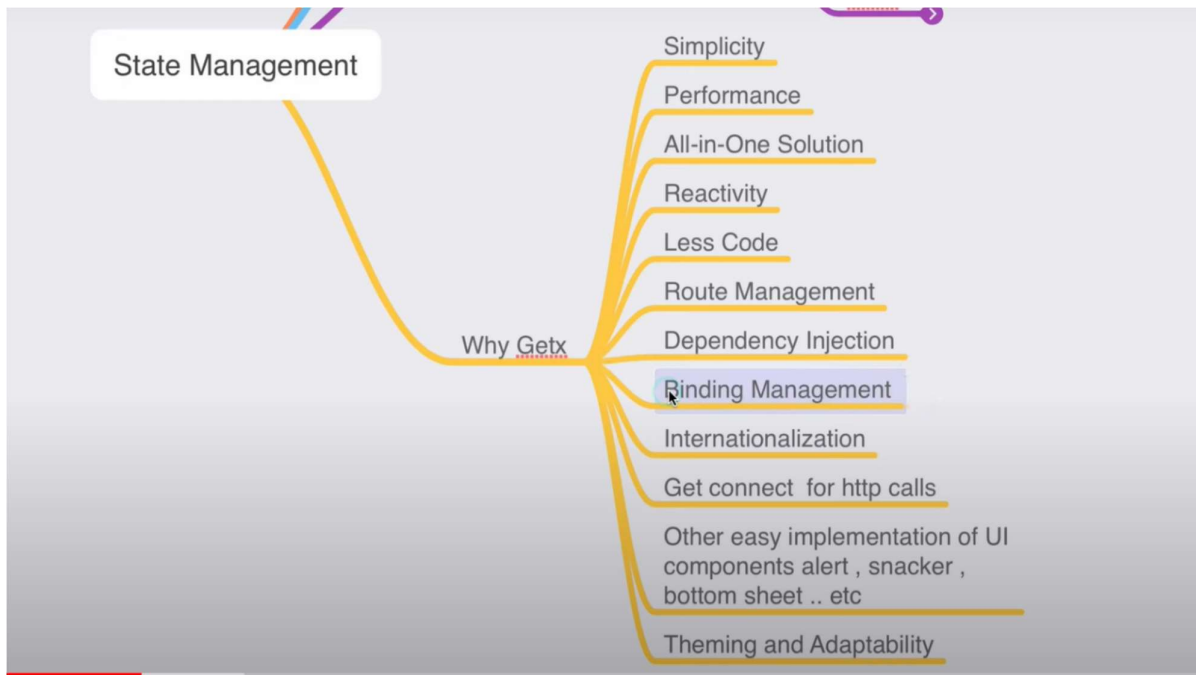 State Management
Simplicity
Performance
All-in-One Solution
Reactivity
Less Code
Route Management
Why Getx
Dependency Injection
Binding Management
Internationalization
Get connect  for http calls
Other easy implementation of UI
components alert , snacker ,
bottom sheet .. etc
Theming and Adaptability